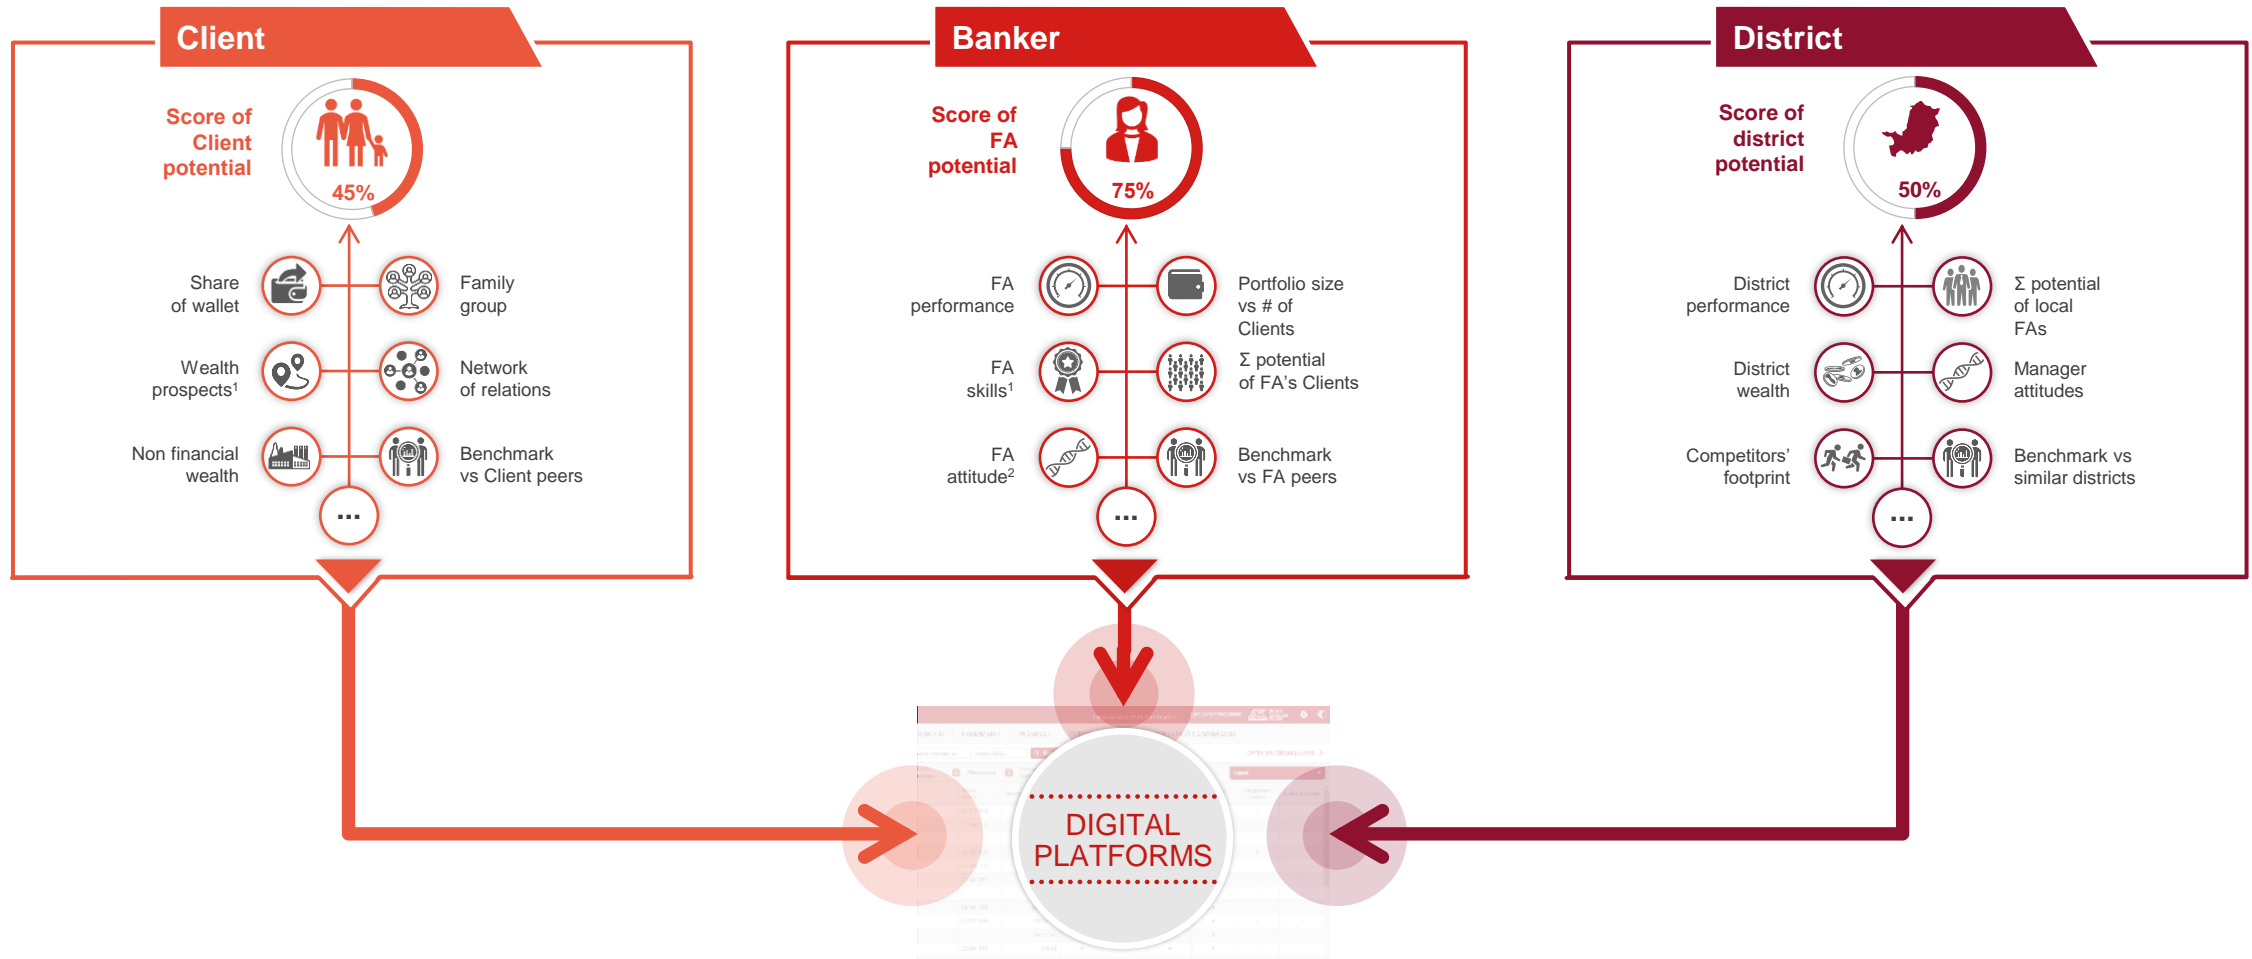 Client
Score of
Client
potential
45%
Share
of wallet
Family
group
Wealth
prospects¹
Network
of relations
Non financial
wealth
Benchmark
vs Client peers
...
Banker
Score of
FA
potential
75%
FA
performance
Portfolio size
vs # of
Clients
FA
skills¹
Σ potential
of FA's Clients
FA
attitude²
Benchmark
vs FA peers
...
District
Score of
district
potential
50%
District
performance
Σ potential
of local
FAs
District
wealth
Manager
attitudes
Competitors'
footprint
Benchmark vs
similar districts
...
DIGITAL
PLATFORMS